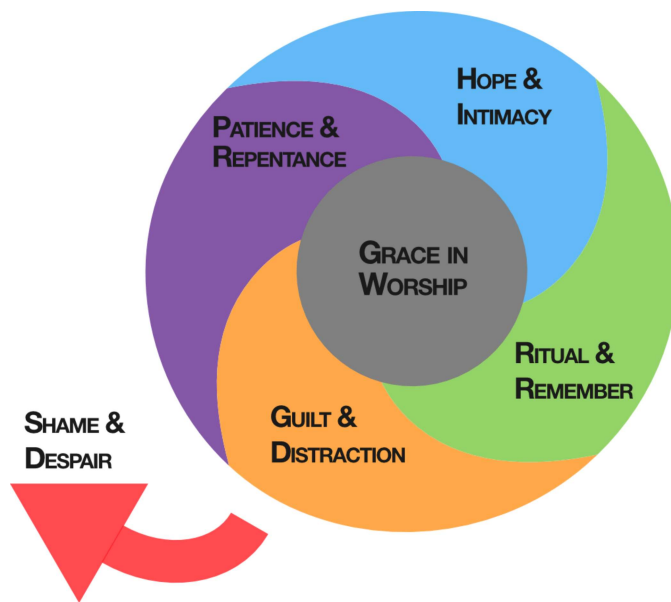 Hope &
Intimacy
Patience &
Repentance
Grace in
Worship
Ritual &
Remember
Guilt &
Distraction
Shame &
Despair